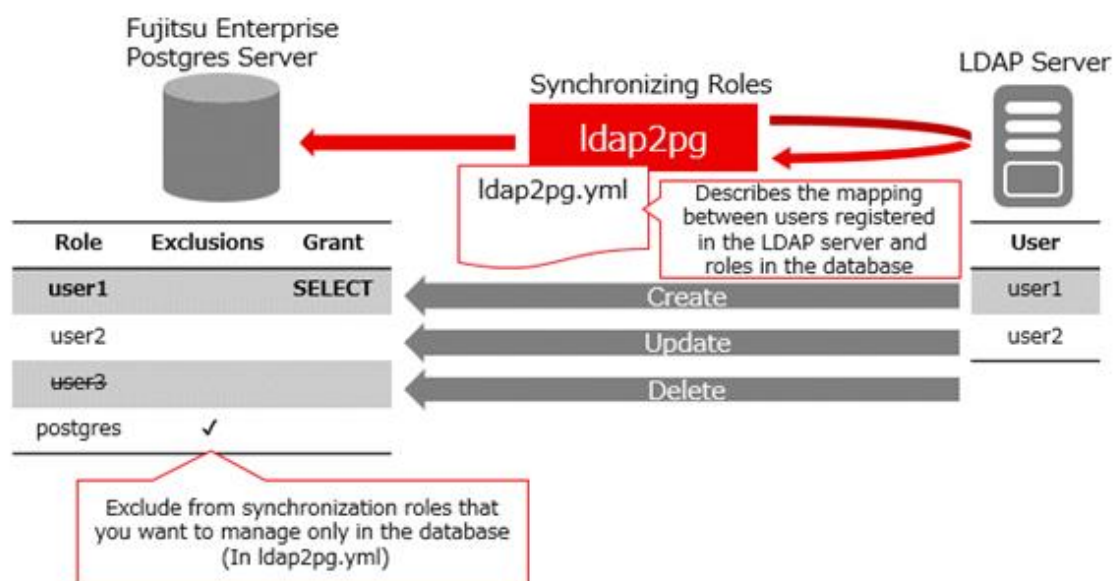 Fujitsu Enterprise
Postgres Server
LDAP Server
Synchronizing Roles
ldap2pg
ldap2pg.yml
Describes the mapping
between users registered
in the LDAP server and
roles in the database
Role Exclusions Grant
User
user1 SELECT
Create
user1
user2
Update
user2
user3
Delete
postgres ✓
Exclude from synchronization roles that
you want to manage only in the database
(In ldap2pg.yml)